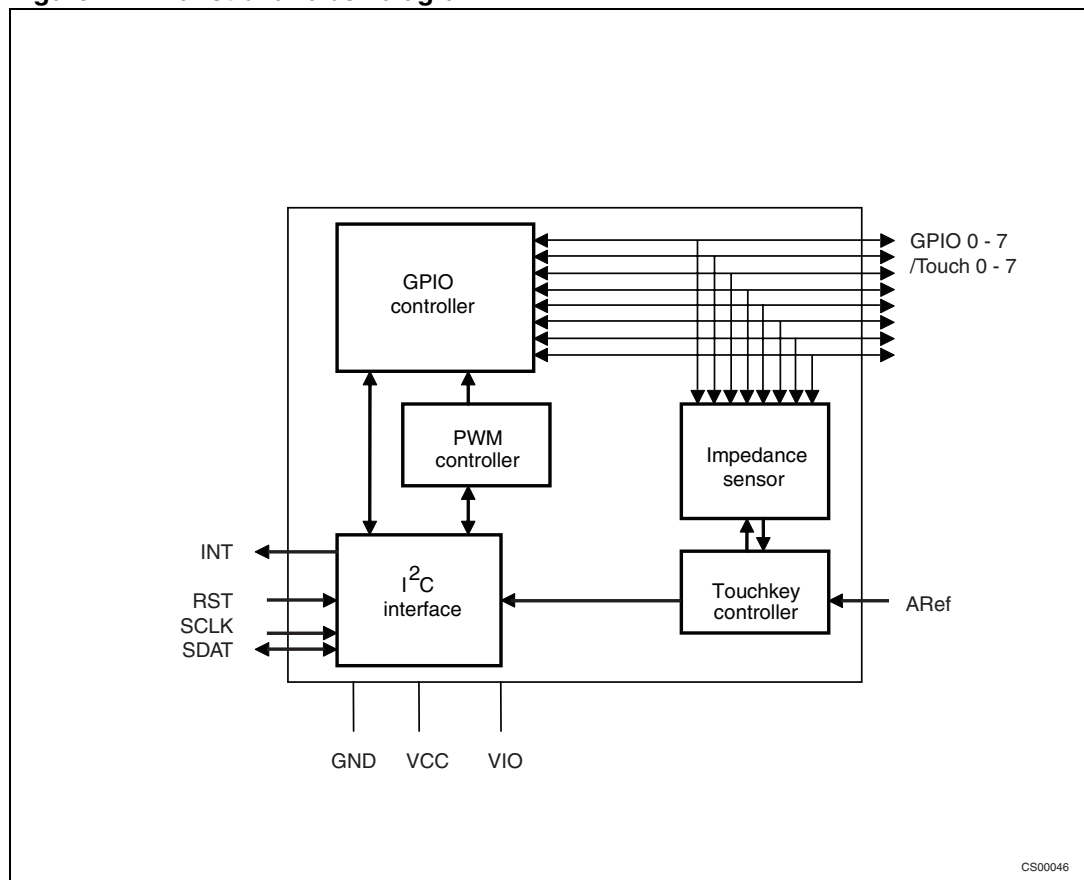 GPIO
controller
GPIO 0 - 7
/Touch 0 - 7
PWM
controller
Impedance
sensor
INT
RST
SCLK
SDAT
I2C
interface
Touchkey
controller
ARef
GND VCC VIO
CS00046